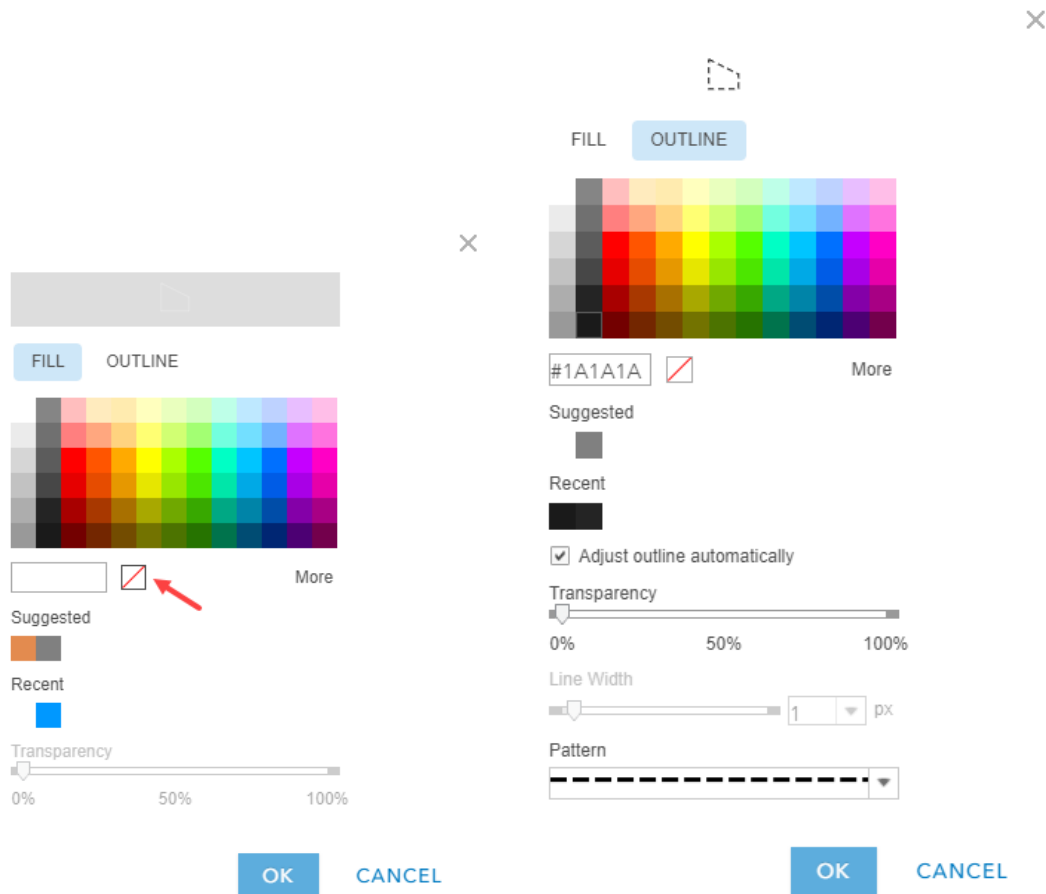 FILL OUTLINE
More
Suggested
Recent
Transparency
0% 50% 100%
OK CANCEL
FILL OUTLINE
#1A1A1A More
Suggested
Recent
Adjust outline automatically
Transparency
0% 50% 100%
Line Width
1 px
Pattern
OK CANCEL